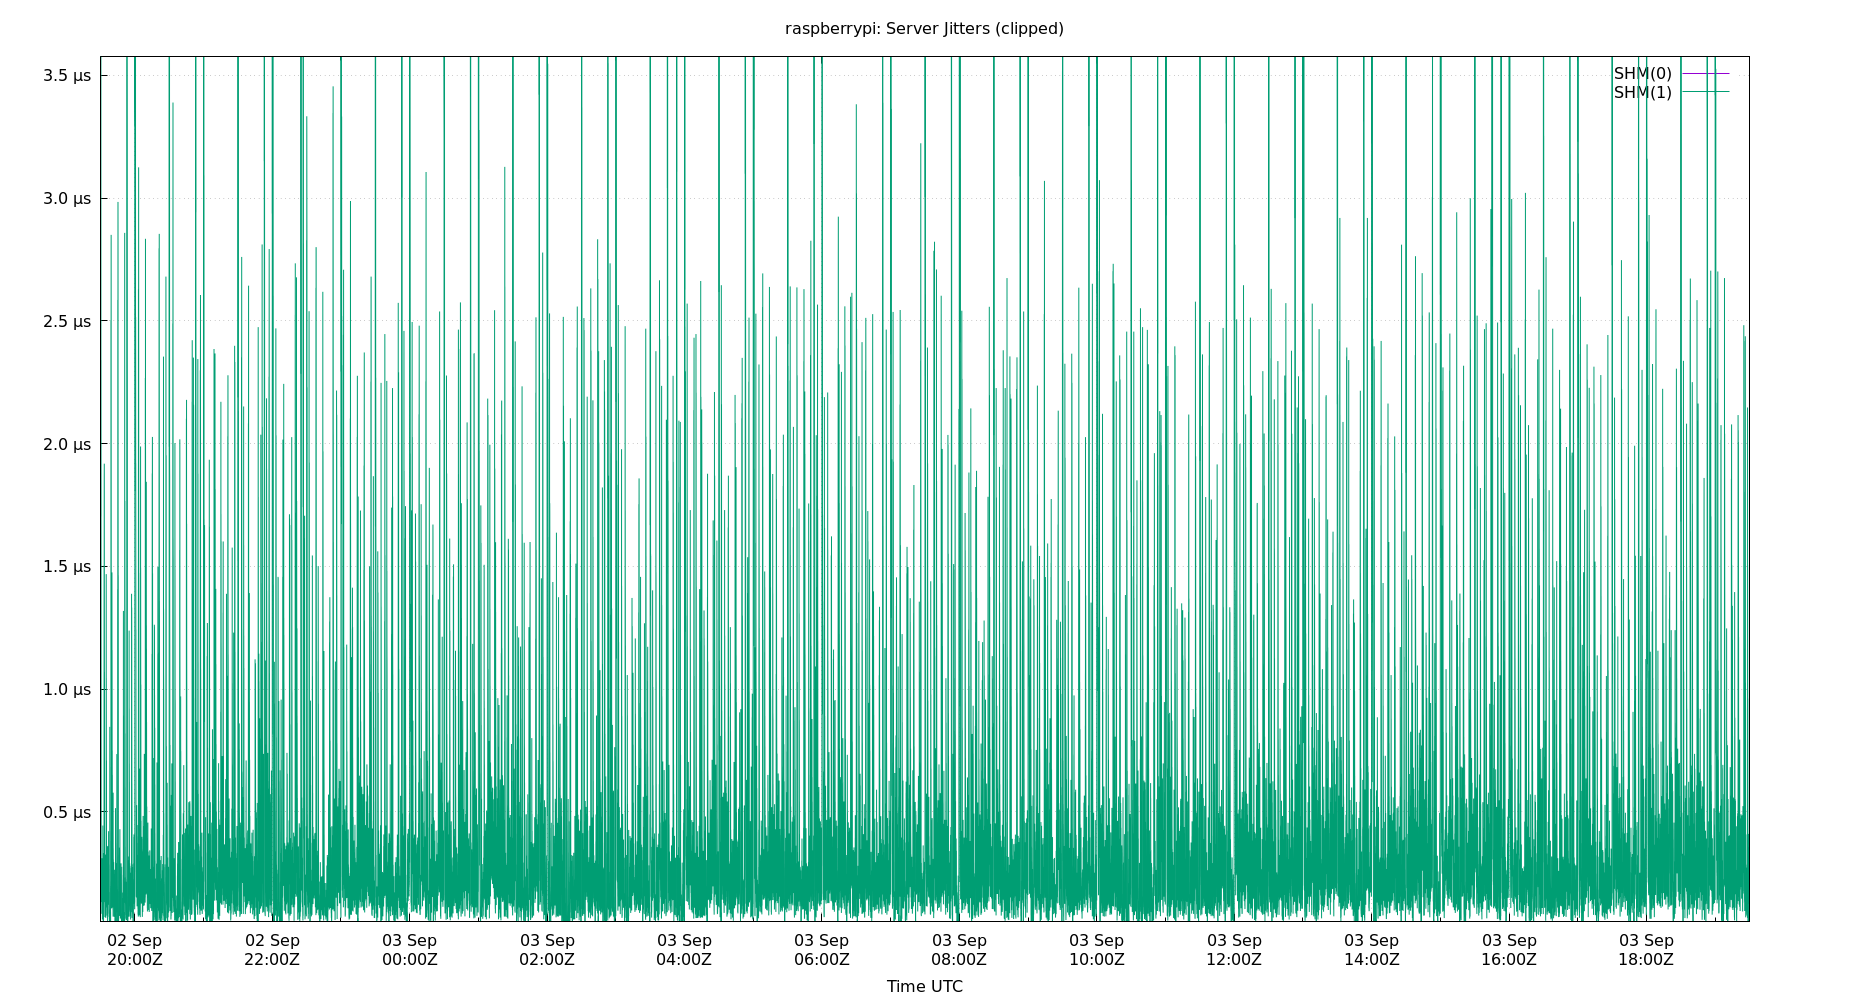 raspberrypi: Server Jitters (clipped)
SHM(0)
SHM(1)
3.5 µs
3.0 µs
2.5 µs
2.0 µs
1.5 µs
1.0 µs
0.5 µs
02 Sep 02 Sep 03 Sep 03 Sep 03 Sep 03 Sep 03 Sep 03 Sep 03 Sep 03 Sep 03 Sep 03 Sep
20:00Z 22:00Z 00:00Z 02:00Z 04:00Z 06:00Z 08:00Z 10:00Z 12:00Z 14:00Z 16:00Z 18:00Z
Time UTC